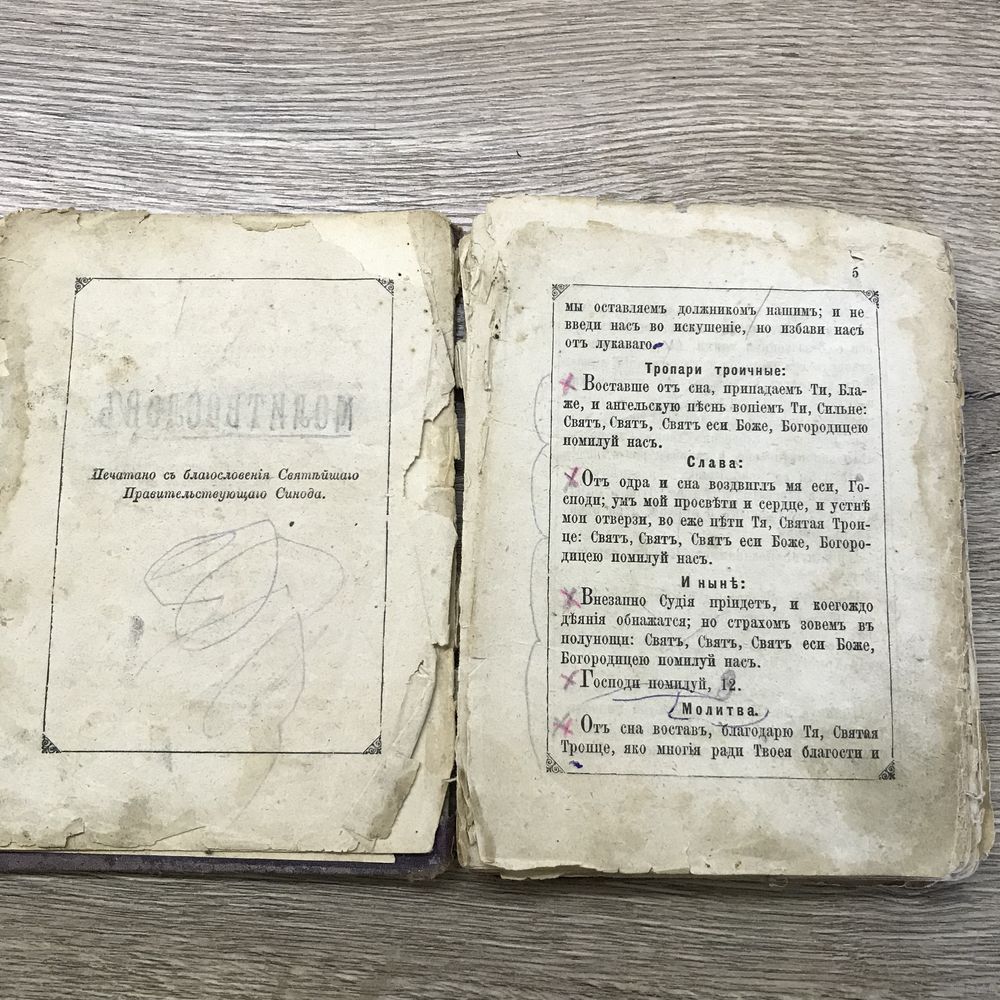 МОЛИТВОСЛОВЪ
Печатано съ благословенія Святѣйшаго
Правительствующаго Синода.
5
мы оставляемъ должникомъ нашимъ; и не
введи насъ во искушеніе, но избави насъ
отъ лукаваго.
Тропари троичные:
Воставше отъ сна, припадаемъ Ти, Бла-
же, и ангельскую пѣснь вопіемъ Ти, Сильне:
Святъ, Святъ, Святъ еси Боже, Богородицею
помилуй насъ.
Слава:
Отъ одра и сна воздвиглъ мя еси, Го-
споди; умъ мой просвѣти и сердце, и устнѣ
мои отверзи, во еже пѣти Тя, Святая Трои-
це: Святъ, Святъ, Святъ еси Боже, Богоро-
дицею помилуй насъ.
И нынѣ:
Внезапно Судія пріидетъ, и коегождо
дѣянія обнажатся; но страхомъ зовемъ въ
полунощи: Святъ, Святъ, Святъ еси Боже,
Богородицею помилуй насъ.
Господи помилуй, 12.
Молитва.
Отъ сна воставъ, благодарю Тя, Святая
Троице, яко многія ради Твоея благости и